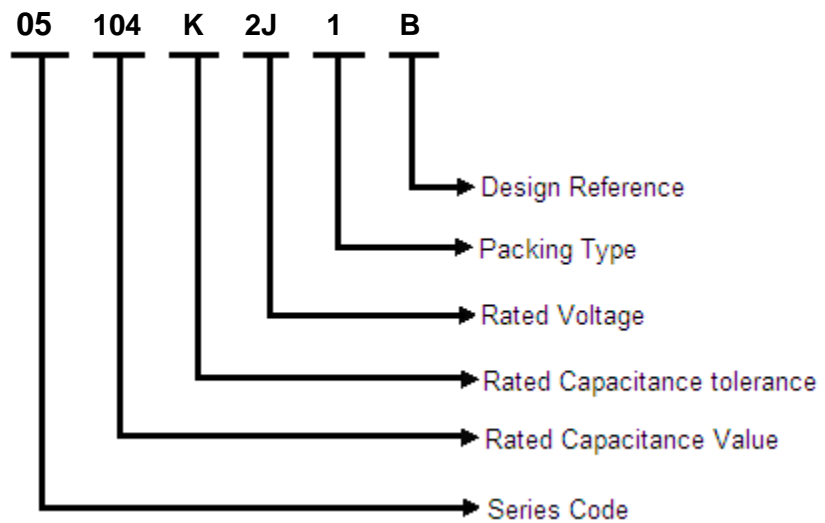 05 104 K 2J 1 B
Design Reference
Packing Type
Rated Voltage
Rated Capacitance tolerance
Rated Capacitance Value
Series Code